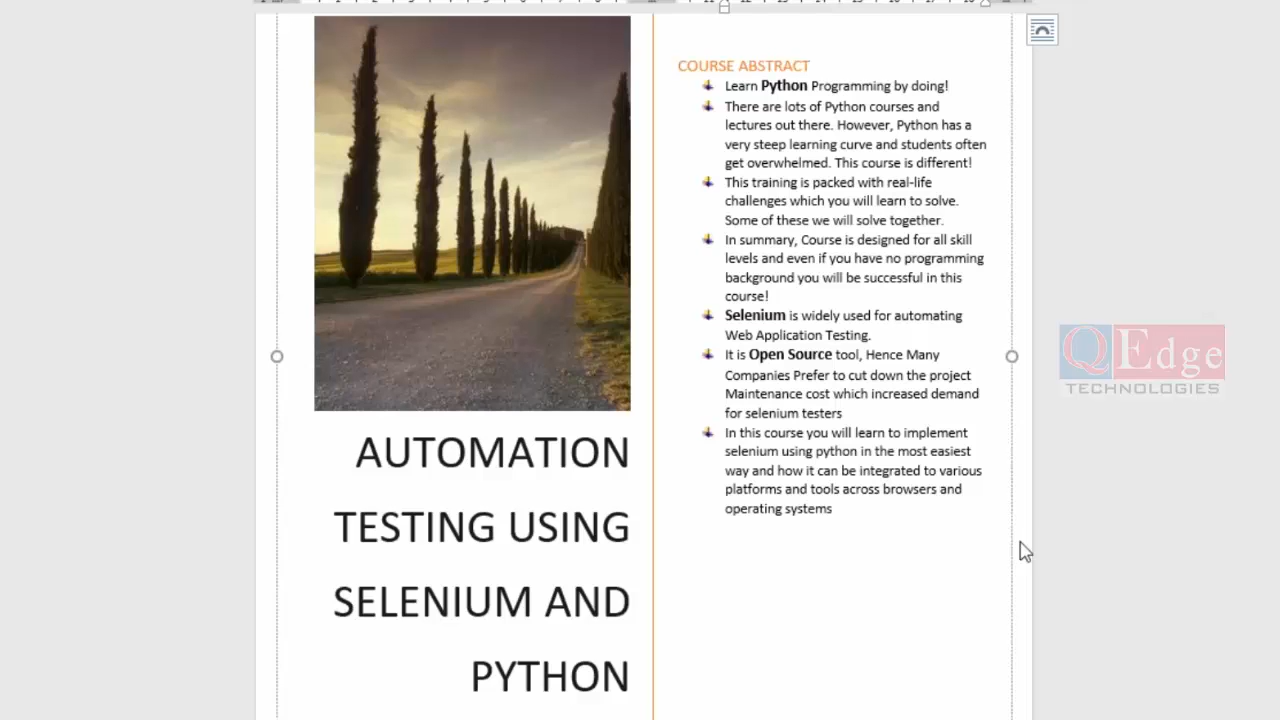 AUTOMATION
TESTING USING
SELENIUM AND
PYTHON
COURSE ABSTRACT
Learn Python Programming by doing!
There are lots of Python courses and
lectures out there. However, Python has a
very steep learning curve and students often
get overwhelmed. This course is different!
This training is packed with real-life
challenges which you will learn to solve.
Some of these we will solve together.
In summary, Course is designed for all skill
levels and even if you have no programming
background you will be successful in this
course!
Selenium is widely used for automating
Web Application Testing.
It is Open Source tool, Hence Many
Companies Prefer to cut down the project
Maintenance cost which increased demand
for selenium testers
In this course you will learn to implement
selenium using python in the most easiest
way and how it can be integrated to various
platforms and tools across browsers and
operating systems
QEdge
TECHNOLOGIES